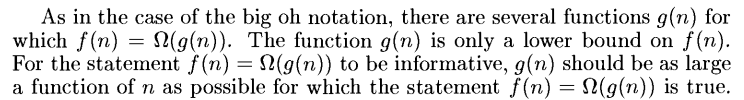 As in the case of the big oh notation, there are several functions g(n) for
which f(n) = Ω(g(n)). The function g(n) is only a lower bound on f(n).
For the statement f(n) = Ω(g(n)) to be informative, g(n) should be as large
a function of n as possible for which the statement f(n) = Ω(g(n)) is true.